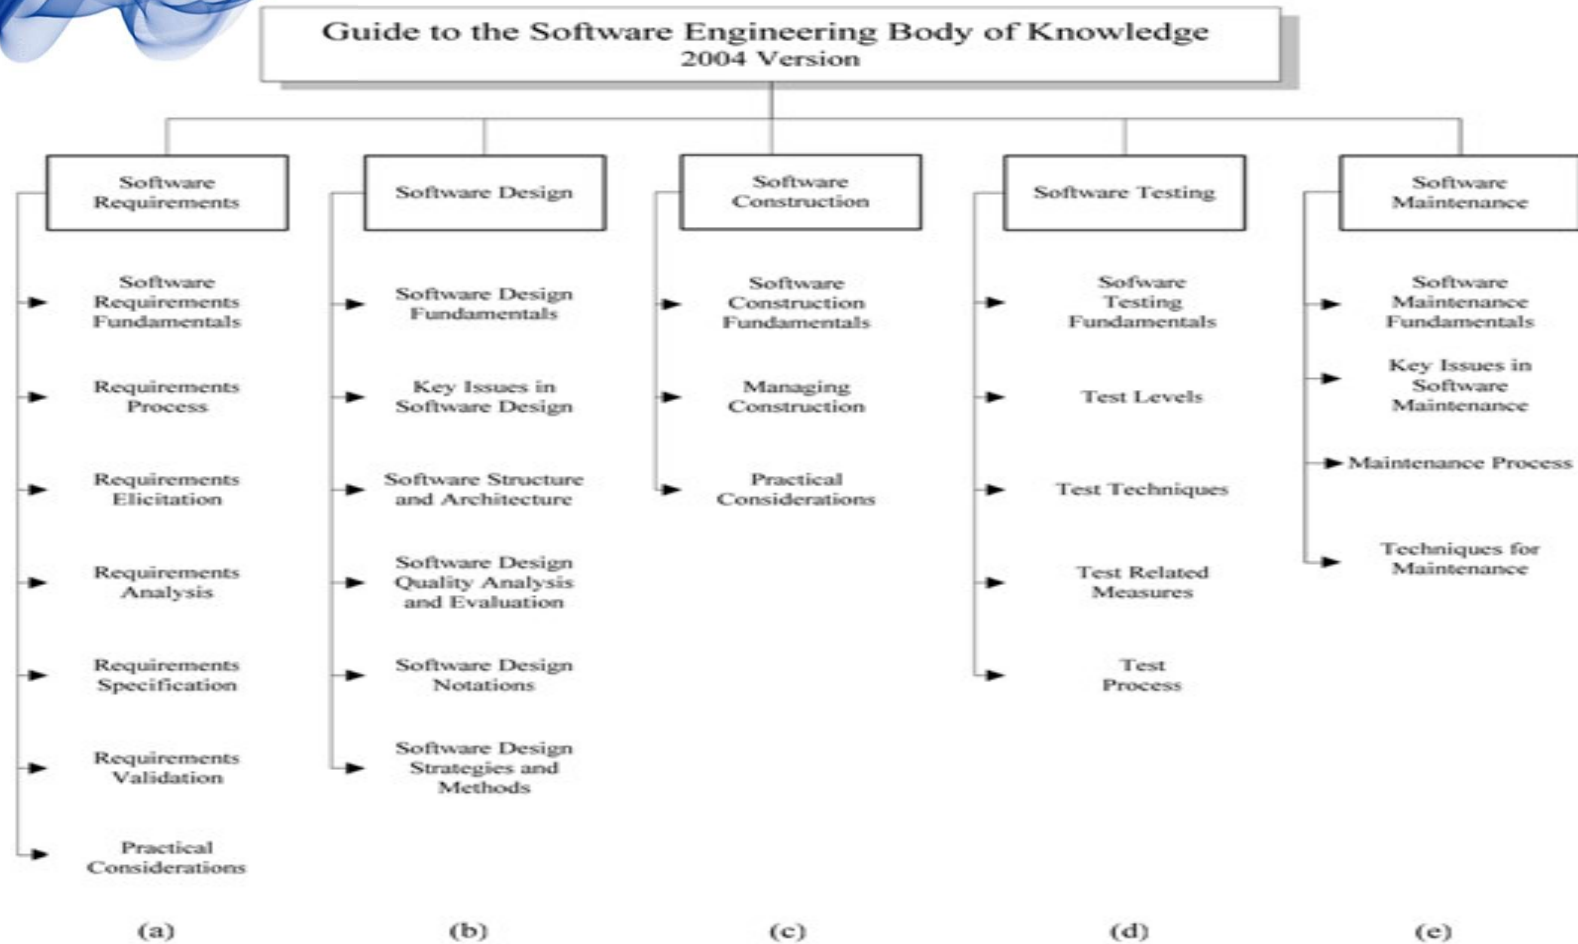 Guide to the Software Engineering Body of Knowledge
2004 Version
Software
Requirements
Software
Requirements
Fundamentals
Requirements
Process
Requirements
Elicitation
Requirements
Analysis
Requirements
Specification
Requirements
Validation
Practical
Considerations
(a)
Software Design
Software Design
Fundamentals
Key Issues in
Software Design
Software Structure
and Architecture
Software Design
Quality Analysis
and Evaluation
Software Design
Notations
Software Design
Strategies and
Methods
(b)
Software
Construction
Software
Construction
Fundamentals
Managing
Construction
Practical
Considerations
(c)
Software Testing
Sofware
Testing
Fundamentals
Test Levels
Test Techniques
Test Related
Measures
Test
Process
(d)
Software
Maintenance
Software
Maintenance
Fundamentals
Key Issues in
Software
Maintenance
Maintenance Process
Techniques for
Maintenance
(e)